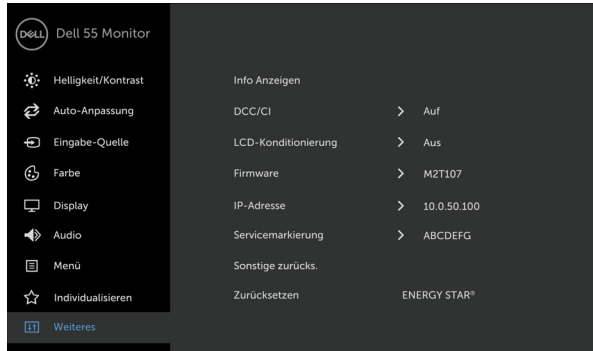 DELL Dell 55 Monitor
Helligkeit/Kontrast
Auto-Anpassung
Eingabe-Quelle
Farbe
Display
Audio
Menü
Individualisieren
Weiteres
Info Anzeigen
DCC/CI > Auf
LCD-Konditionierung > Aus
Firmware > M2T107
IP-Adresse > 10.0.50.100
Servicemarkierung > ABCDEFG
Sonstige zurücks.
Zurücksetzen ENERGY STAR®